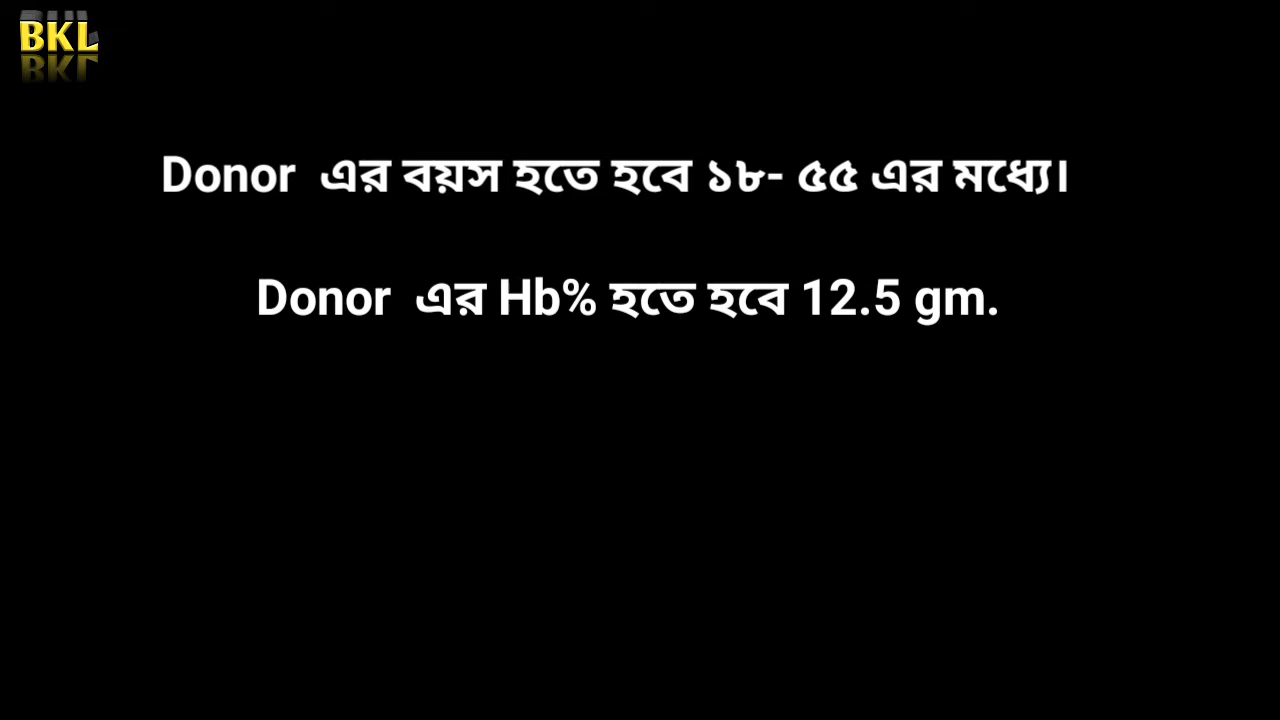 BKL
Donor এর বয়স হতে হবে ১৮- ৫৫ এর মধ্যে।
Donor এর Hb% হতে হবে 12.5 gm.